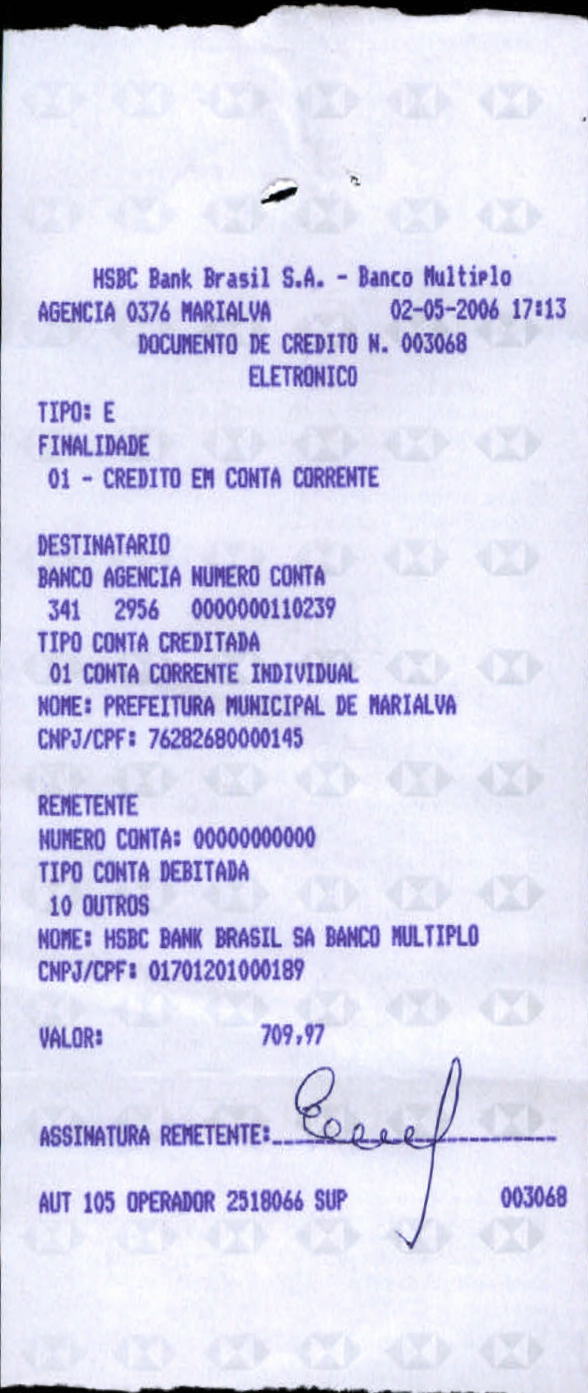 HSBC Bank Brasil S.A. - Banco Multiplo
AGENCIA 0376 MARIALVA 02-05-2006 17:13
DOCUMENTO DE CREDITO N. 003068
ELETRONICO
TIPO: E
FINALIDADE
01 - CREDITO EM CONTA CORRENTE
DESTINATARIO
BANCO AGENCIA NUMERO CONTA
341 2956 0000000110239
TIPO CONTA CREDITADA
01 CONTA CORRENTE INDIVIDUAL
NOME: PREFEITURA MUNICIPAL DE MARIALVA
CNPJ/CPF: 76282680000145
REMETENTE
NUMERO CONTA: 00000000000
TIPO CONTA DEBITADA
10 OUTROS
NOME: HSBC BANK BRASIL SA BANCO MULTIPLO
CNPJ/CPF: 01701201000189
VALOR: 709,97
ASSINATURA REMETENTE:
AUT 105 OPERADOR 2518066 SUP 003068